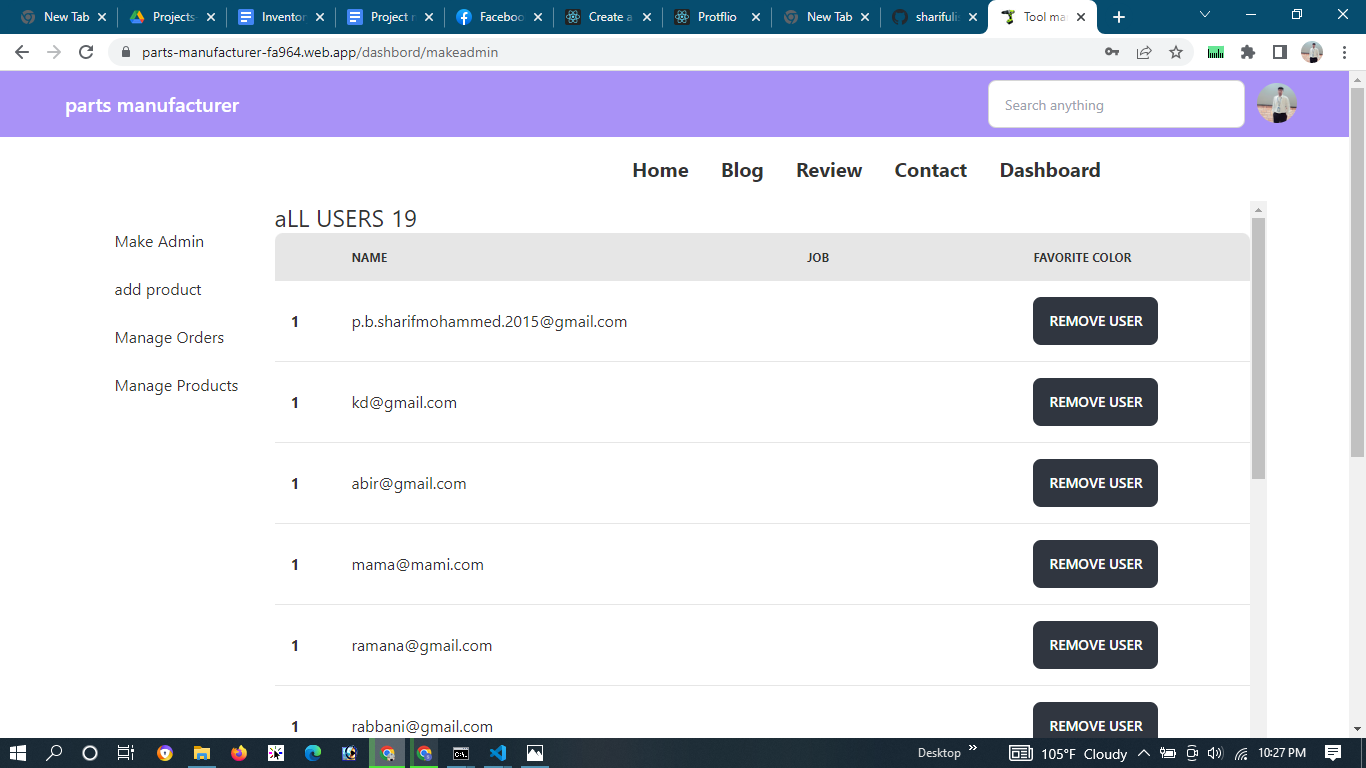 New Tab
Projects-
Inventor
Project r
Faceboo
Create a
Protflio
New Tab
sharifulis
Tool ma
parts-manufacturer-fa964.web.app/dashbord/makeadmin
parts manufacturer
Search anything
Home Blog Review Contact Dashboard
aLL USERS 19
Make Admin
add product
Manage Orders
Manage Products
NAME JOB FAVORITE COLOR
1 p.b.sharifmohammed.2015@gmail.com REMOVE USER
1 kd@gmail.com REMOVE USER
1 abir@gmail.com REMOVE USER
1 mama@mami.com REMOVE USER
1 ramana@gmail.com REMOVE USER
1 rabbani@gmail.com REMOVE USER
Desktop
105°F Cloudy
10:27 PM